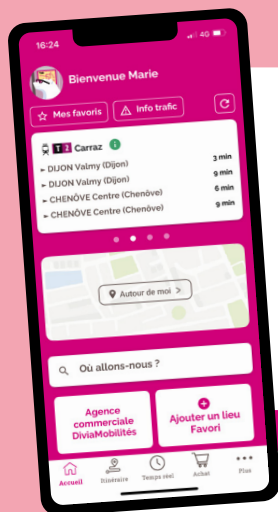 16:24
4G
Bienvenue Marie
Mes favoris
Info trafic
T 2 Carraz i
DIJON Valmy (Dijon) 3 min
DIJON Valmy (Dijon) 9 min
CHENÔVE Centre (Chenôve) 6 min
CHENÔVE Centre (Chenôve) 9 min
Autour de moi >
Où allons-nous ?
Agence
commerciale
DiviaMobilités
Ajouter un lieu
Favori
Accueil
Itinéraire
Temps réel
Achat
Plus